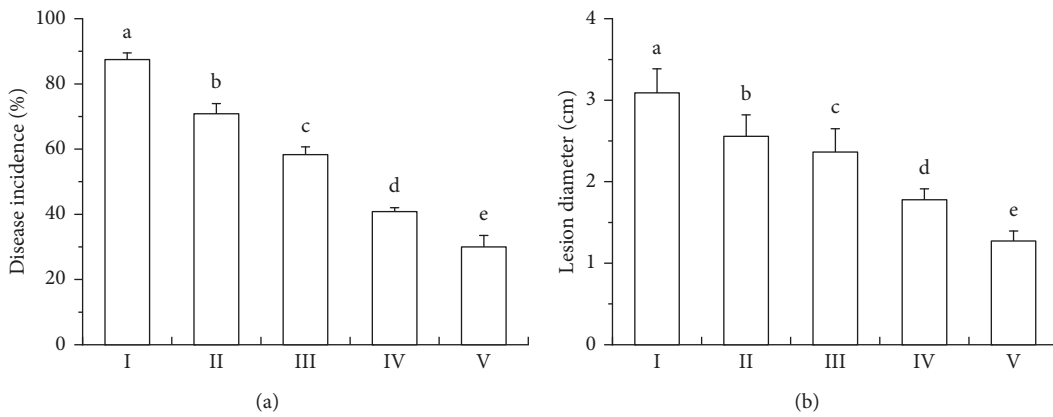 Disease incidence (%)
100
80
60
40
20
0
a
b
c
d
e
I II III IV V
(a)
Lesion diameter (cm)
4
3
2
1
0
a
b
c
d
e
I II III IV V
(b)